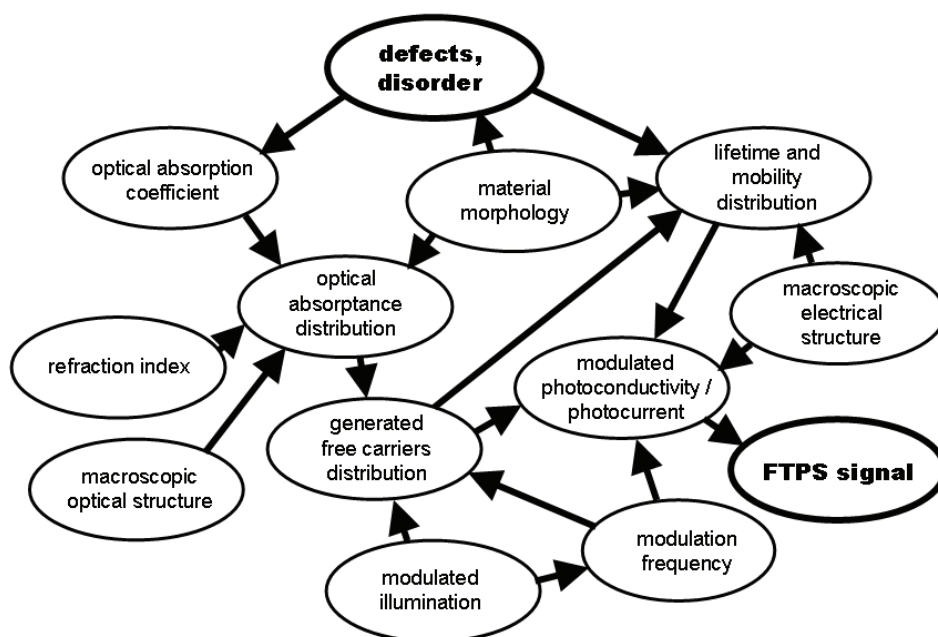 defects,
disorder
optical absorption
coefficient
material
morphology
lifetime and
mobility
distribution
optical
absorptance
distribution
macroscopic
electrical
structure
refraction index
modulated
photoconductivity /
photocurrent
generated
free carriers
distribution
macroscopic
optical structure
FTPS signal
modulation
frequency
modulated
illumination